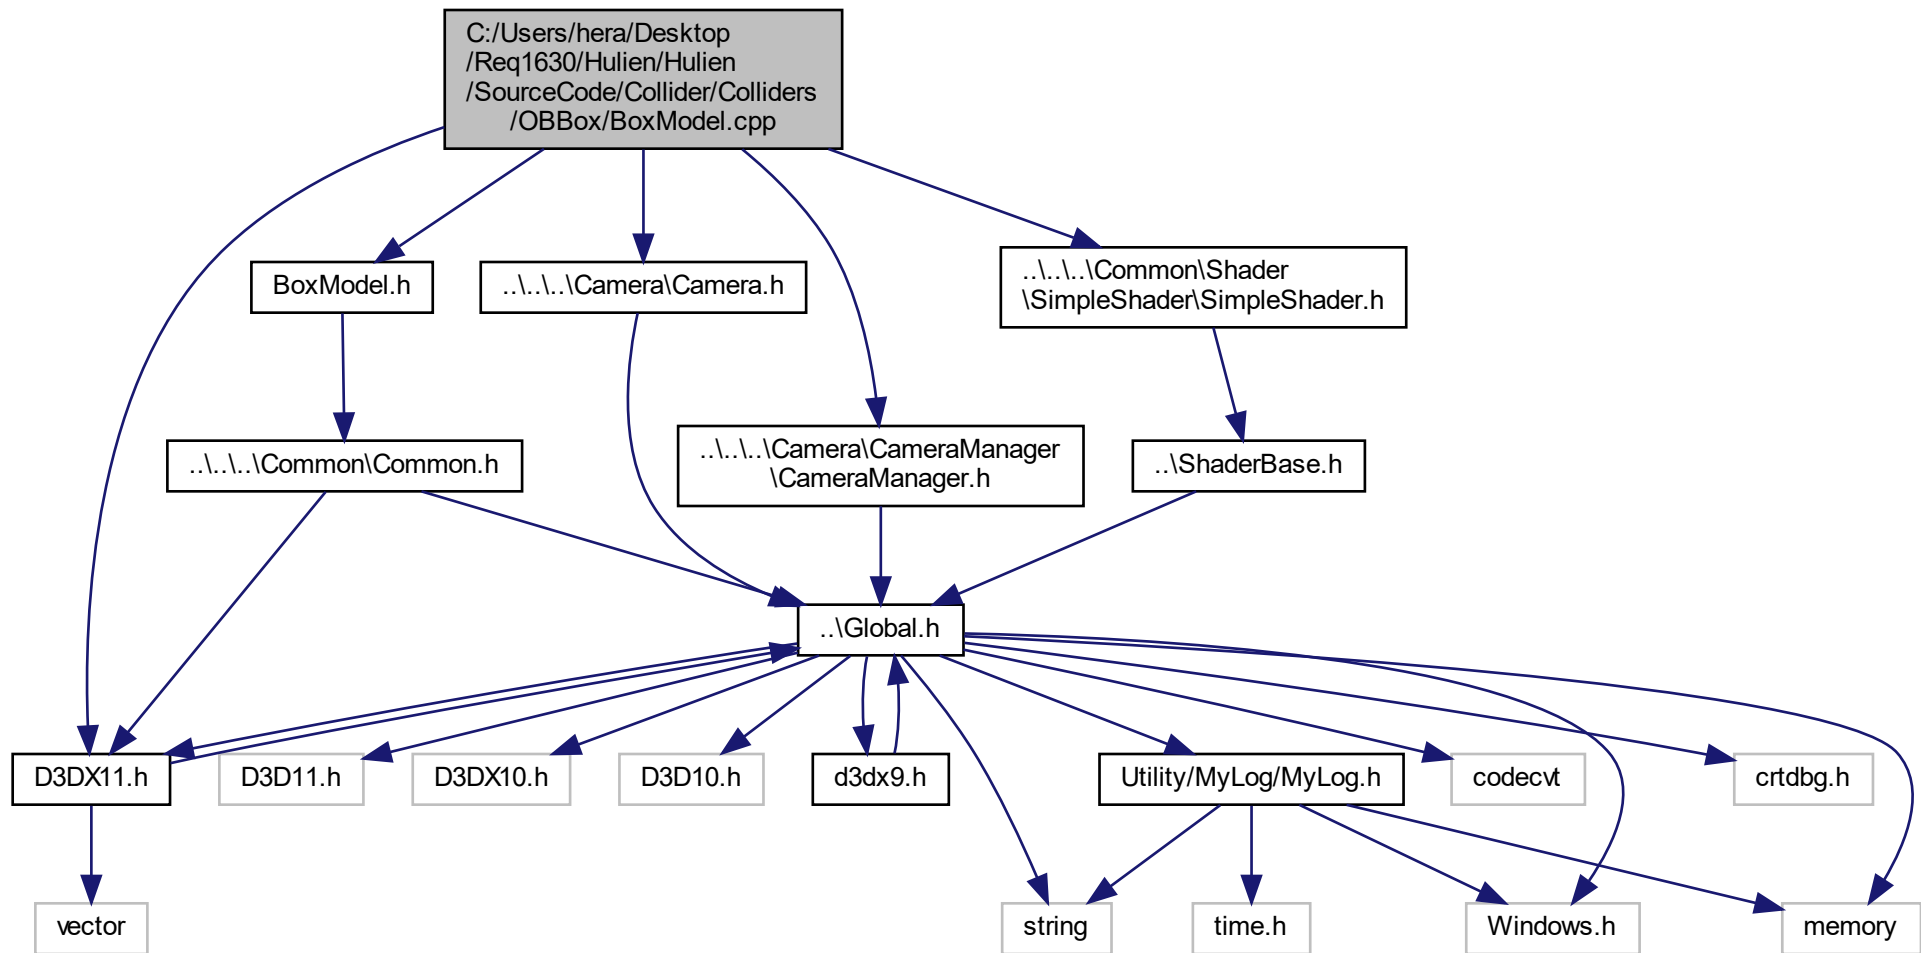 C:/Users/hera/Desktop
/Req1630/Hulien/Hulien
/SourceCode/Collider/Colliders
/OBBox/BoxModel.cpp
BoxModel.h
..\..\..\Camera\Camera.h
..\..\..\Common\Shader
\SimpleShader\SimpleShader.h
..\..\..\Common\Common.h
..\..\..\Camera\CameraManager
\CameraManager.h
..\ShaderBase.h
..\Global.h
D3DX11.h
D3D11.h
D3DX10.h
D3D10.h
d3dx9.h
Utility/MyLog/MyLog.h
codecvt
crtdbg.h
vector
string
time.h
Windows.h
memory